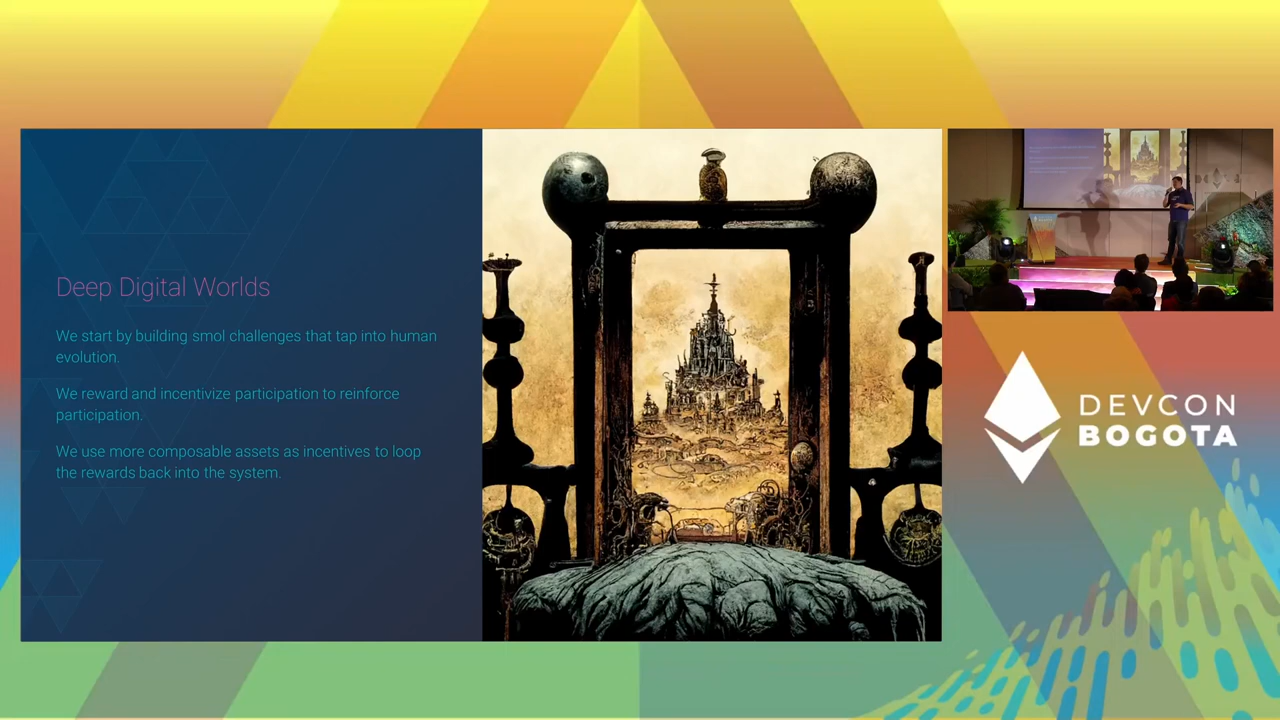 Deep Digital Worlds
We start by building smol challenges that tap into human
evolution.
We reward and incentivize participation to reinforce
participation.
We use more composable assets as incentives to loop
the rewards back into the system.
DEVCON
BOGOTA